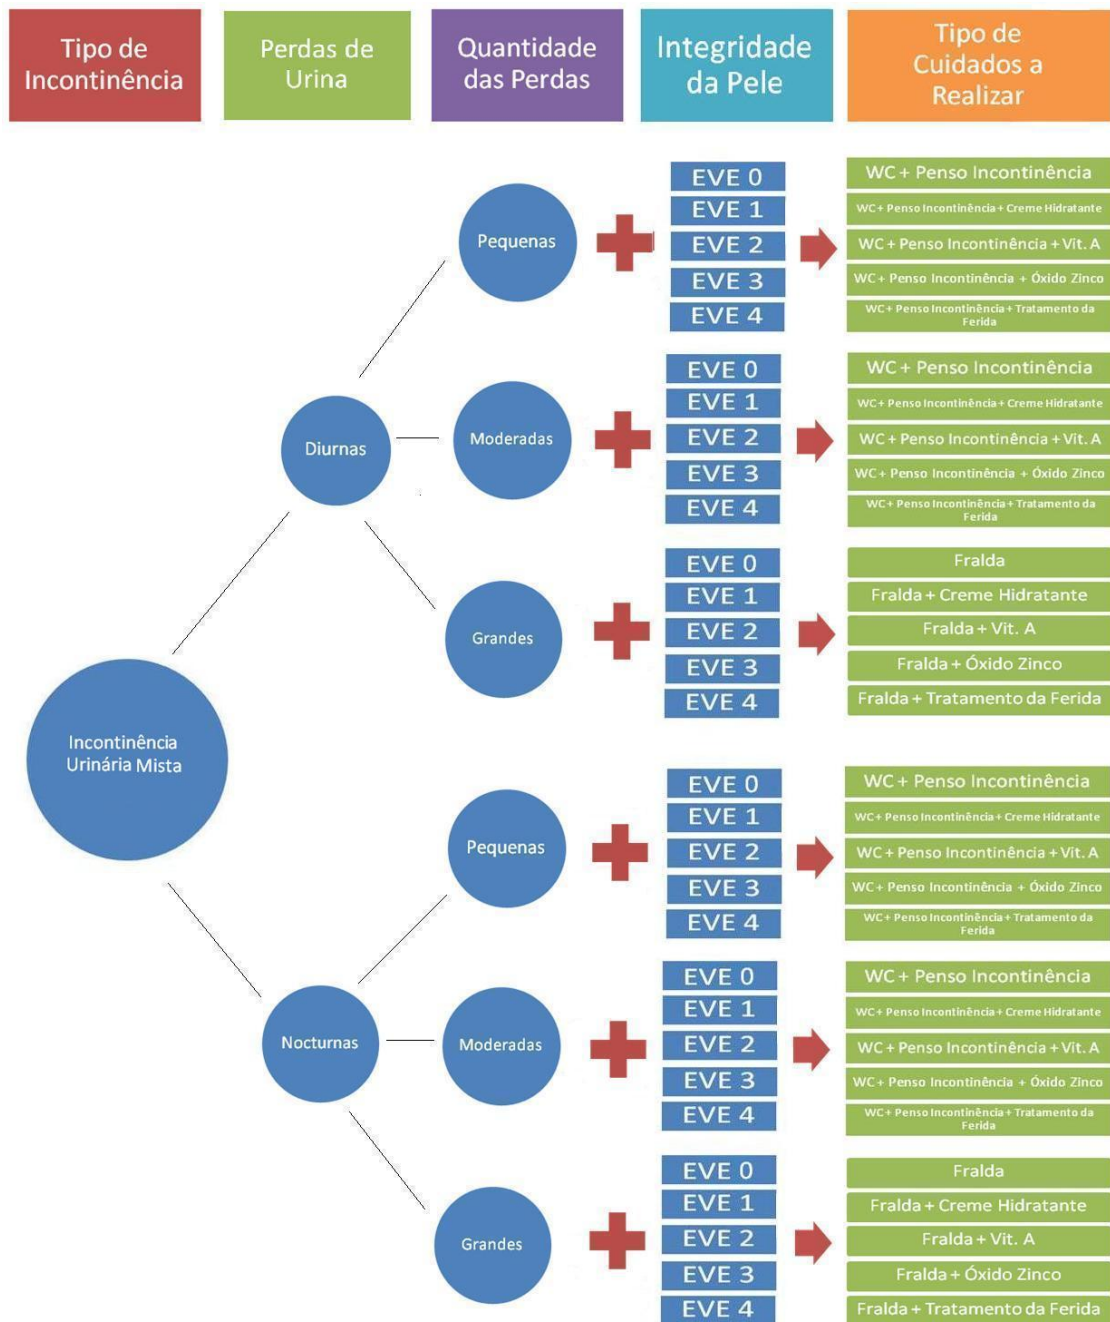 Tipo de
Incontinência
Perdas de
Urina
Quantidade
das Perdas
Integridade
da Pele
Tipo de
Cuidados a
Realizar
Incontinência
Urinária Mista
Diurnas
Pequenas
EVE 0
EVE 1
EVE 2
EVE 3
EVE 4
WC + Penso Incontinência
WC + Penso Incontinência + Creme Hidratante
WC + Penso Incontinência + Vit. A
WC + Penso Incontinência + Óxido Zinco
WC + Penso Incontinência + Tratamento da
Ferida
Moderadas
EVE 0
EVE 1
EVE 2
EVE 3
EVE 4
WC + Penso Incontinência
WC + Penso Incontinência + Creme Hidratante
WC + Penso Incontinência + Vit. A
WC + Penso Incontinência + Óxido Zinco
WC + Penso Incontinência + Tratamento da
Ferida
Grandes
EVE 0
EVE 1
EVE 2
EVE 3
EVE 4
Fralda
Fralda + Creme Hidratante
Fralda + Vit. A
Fralda + Óxido Zinco
Fralda + Tratamento da Ferida
Nocturnas
Pequenas
EVE 0
EVE 1
EVE 2
EVE 3
EVE 4
WC + Penso Incontinência
WC + Penso Incontinência + Creme Hidratante
WC + Penso Incontinência + Vit. A
WC + Penso Incontinência + Óxido Zinco
WC + Penso Incontinência + Tratamento da
Ferida
Moderadas
EVE 0
EVE 1
EVE 2
EVE 3
EVE 4
WC + Penso Incontinência
WC + Penso Incontinência + Creme Hidratante
WC + Penso Incontinência + Vit. A
WC + Penso Incontinência + Óxido Zinco
WC + Penso Incontinência + Tratamento da
Ferida
Grandes
EVE 0
EVE 1
EVE 2
EVE 3
EVE 4
Fralda
Fralda + Creme Hidratante
Fralda + Vit. A
Fralda + Óxido Zinco
Fralda + Tratamento da Ferida